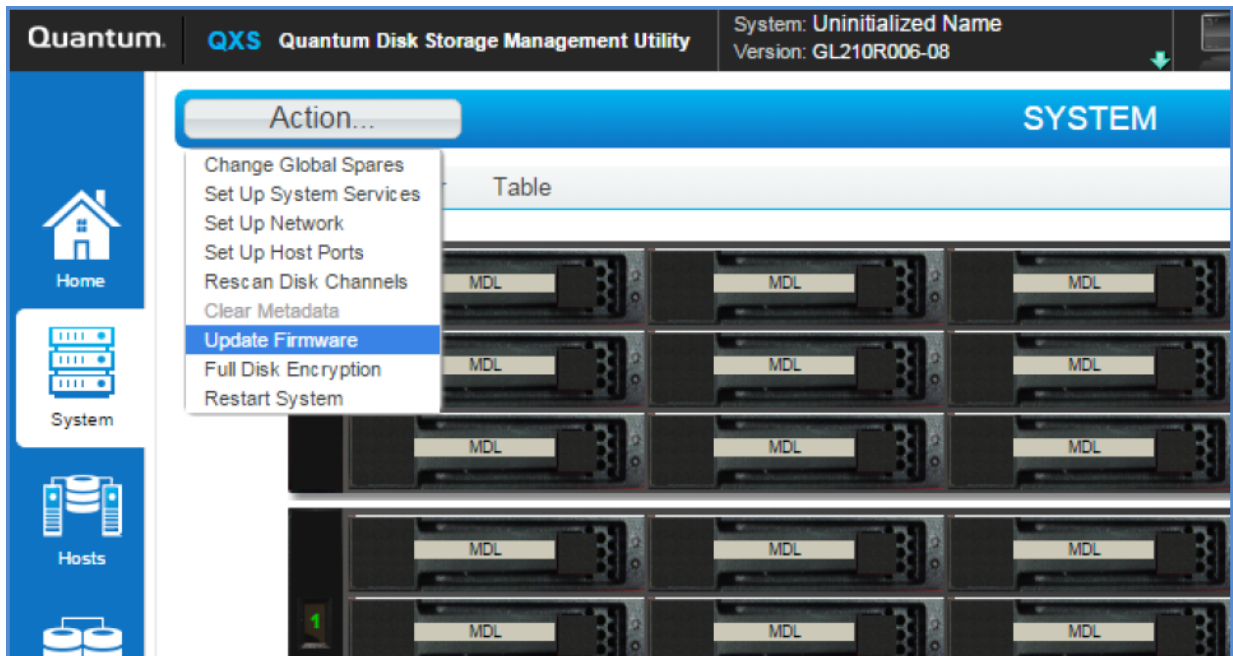 Quantum.
QXS Quantum Disk Storage Management Utility
System: Uninitialized Name
Version: GL210R006-08
Action...
SYSTEM
Change Global Spares
Set Up System Services
Set Up Network
Set Up Host Ports
Rescan Disk Channels
Clear Metadata
Update Firmware
Full Disk Encryption
Restart System
Table
Home
System
Hosts
MDL MDL MDL
MDL MDL MDL
MDL MDL MDL
MDL MDL MDL
1
MDL MDL MDL